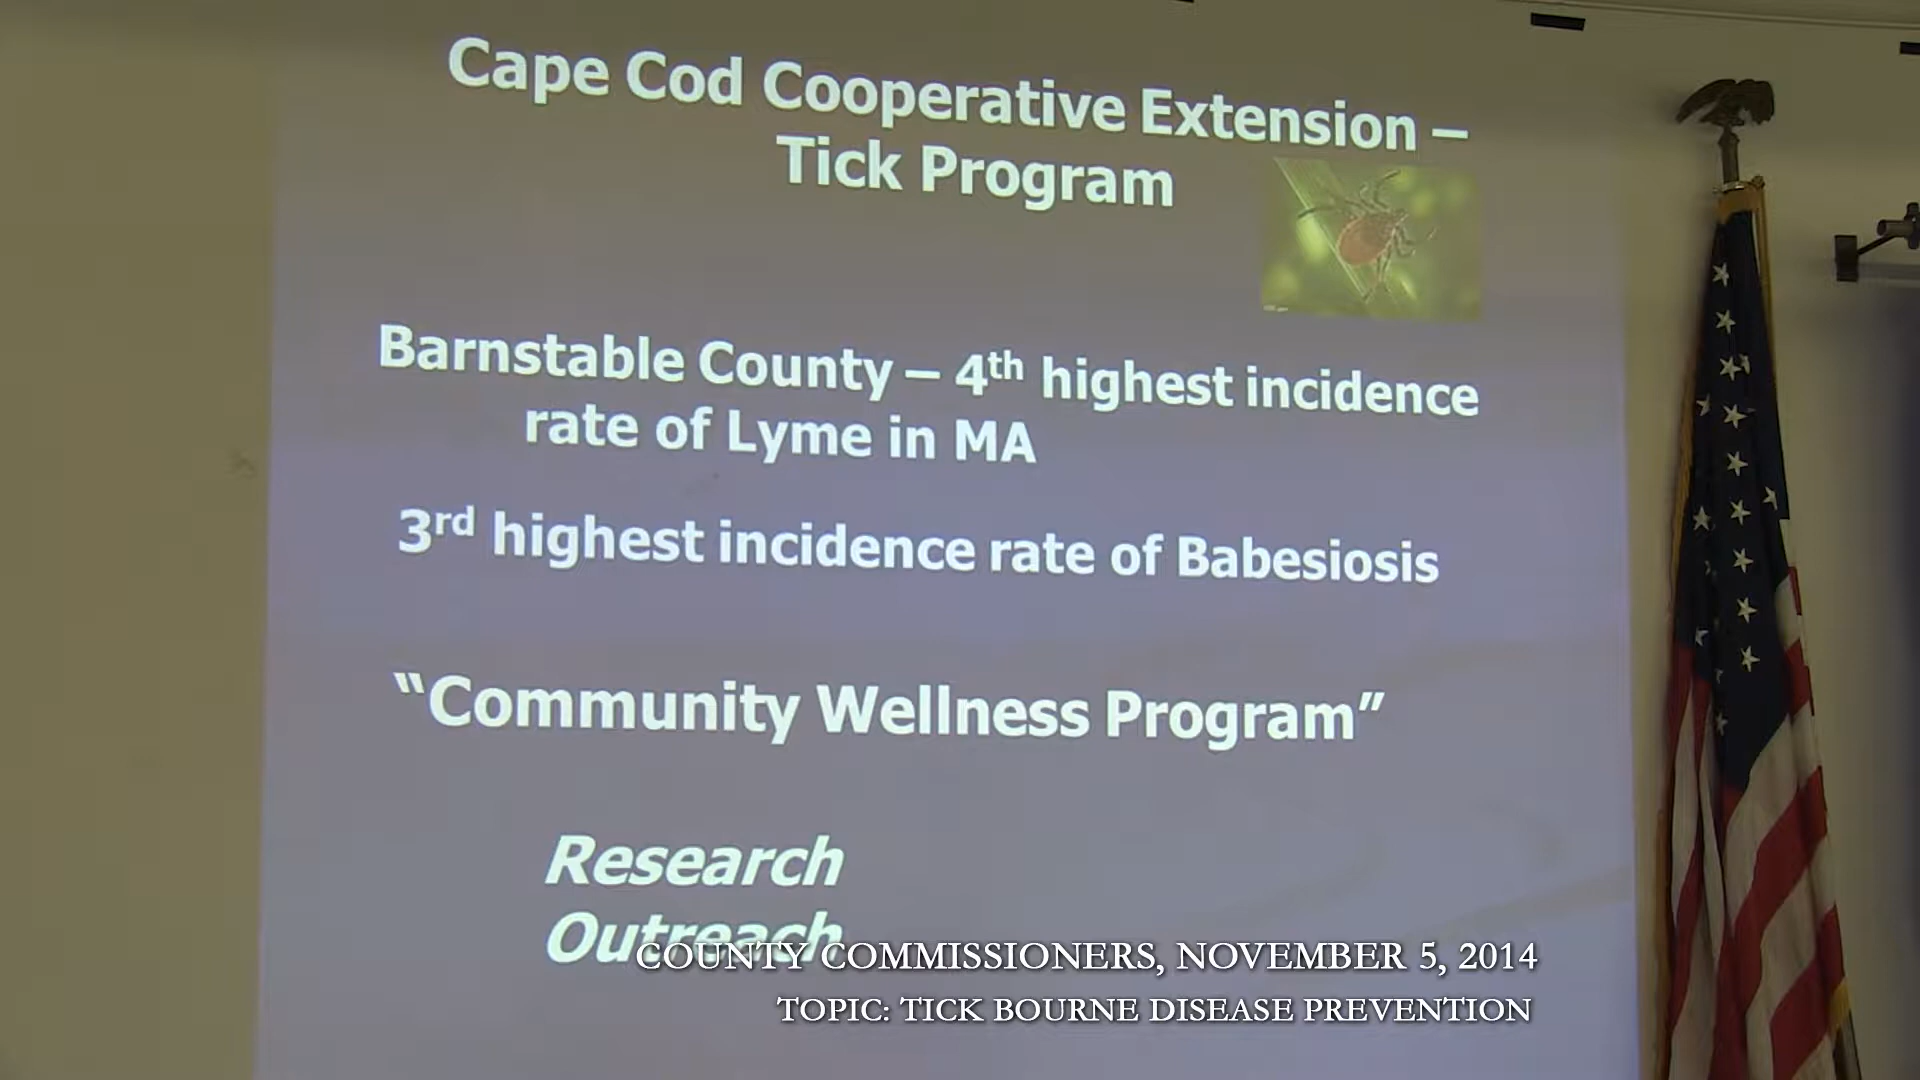 Cape Cod Cooperative Extension –
Tick Program
Barnstable County – 4th highest incidence
rate of Lyme in MA
3rd highest incidence rate of Babesiosis
“Community Wellness Program”
Research
Outreach
COUNTY COMMISSIONERS, NOVEMBER 5, 2014
TOPIC: TICK BOURNE DISEASE PREVENTION